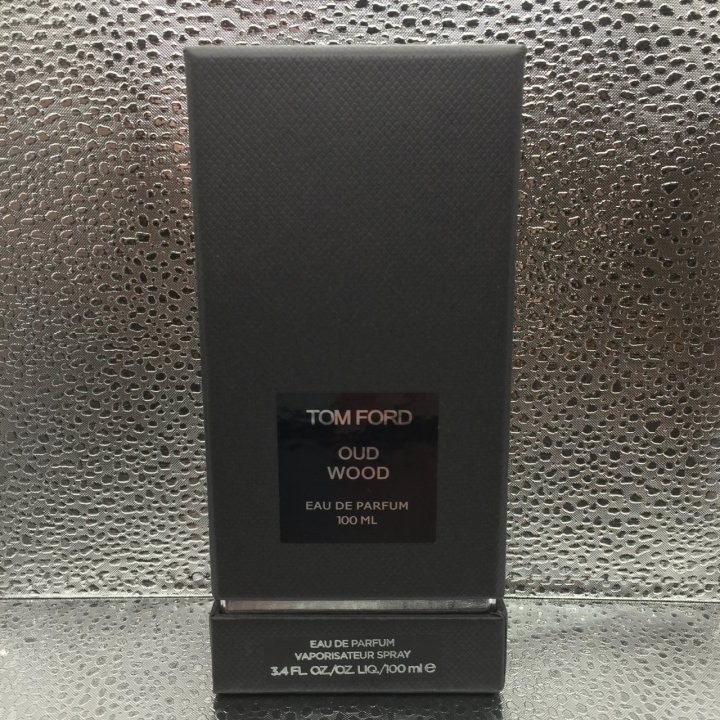 TOM FORD
OUD
WOOD
EAU DE PARFUM
100 ML
EAU DE PARFUM
VAPORISATEUR SPRAY
3.4 FL. OZ./OZ. LIQ./100 ml ℮